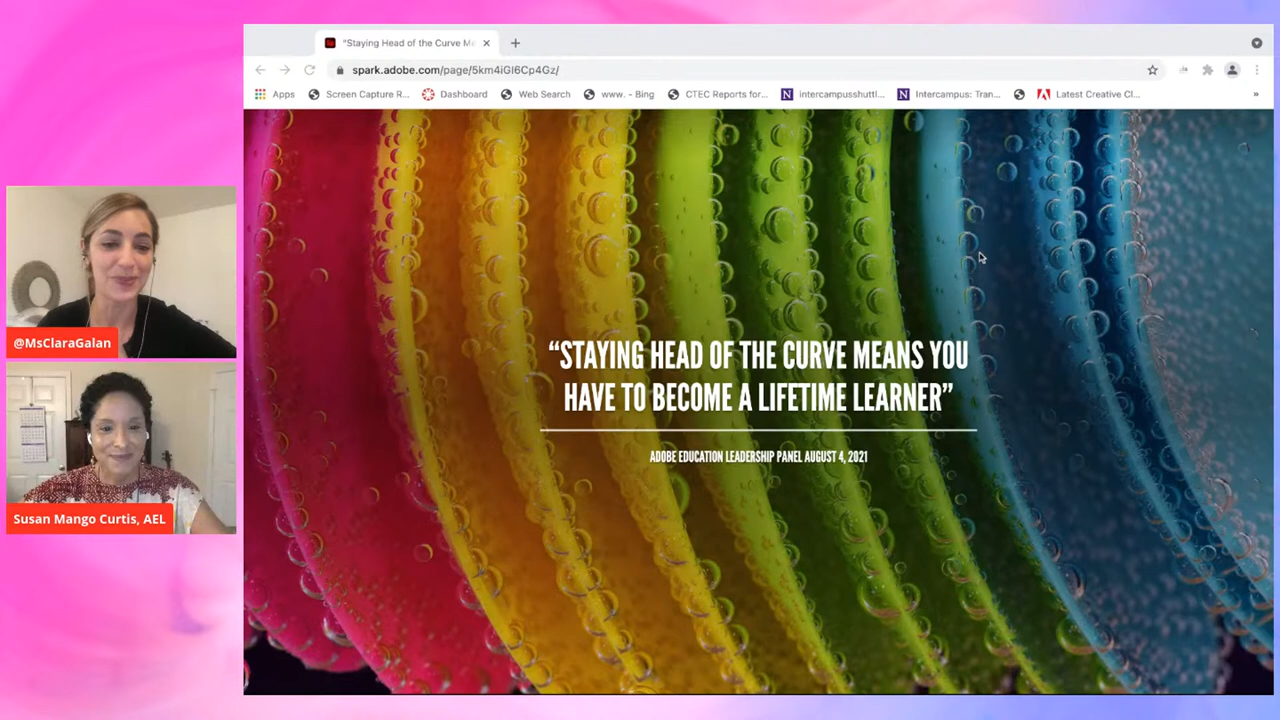 "Staying Head of the Curve Me
spark.adobe.com/page/5km4iGI6Cp4Gz/
Apps
Screen Capture R...
Dashboard
Web Search
www. - Bing
CTEC Reports for...
intercampusshuttl...
Intercampus: Tran...
Latest Creative Cl...
»
@MsClaraGalan
Susan Mango Curtis, AEL
“STAYING HEAD OF THE CURVE MEANS YOU
HAVE TO BECOME A LIFETIME LEARNER”
ADOBE EDUCATION LEADERSHIP PANEL AUGUST 4, 2021